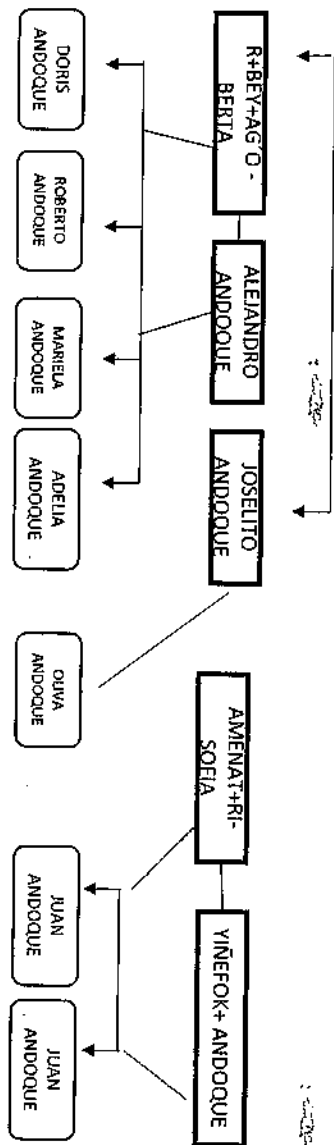 R+BEY+AG´O -
BERTA
ALEJANDRO
ANDOQUE
JOSELITO
ANDOQUE
AMENAT+RI-
SOFIA
YIÑEFOK+ ANDOQUE
DORIS
ANDOQUE
ROBERTO
ANDOQUE
MARIELA
ANDOQUE
ADELIA
ANDOQUE
OLIVA
ANDOQUE
JUAN
ANDOQUE
JUAN
ANDOQUE